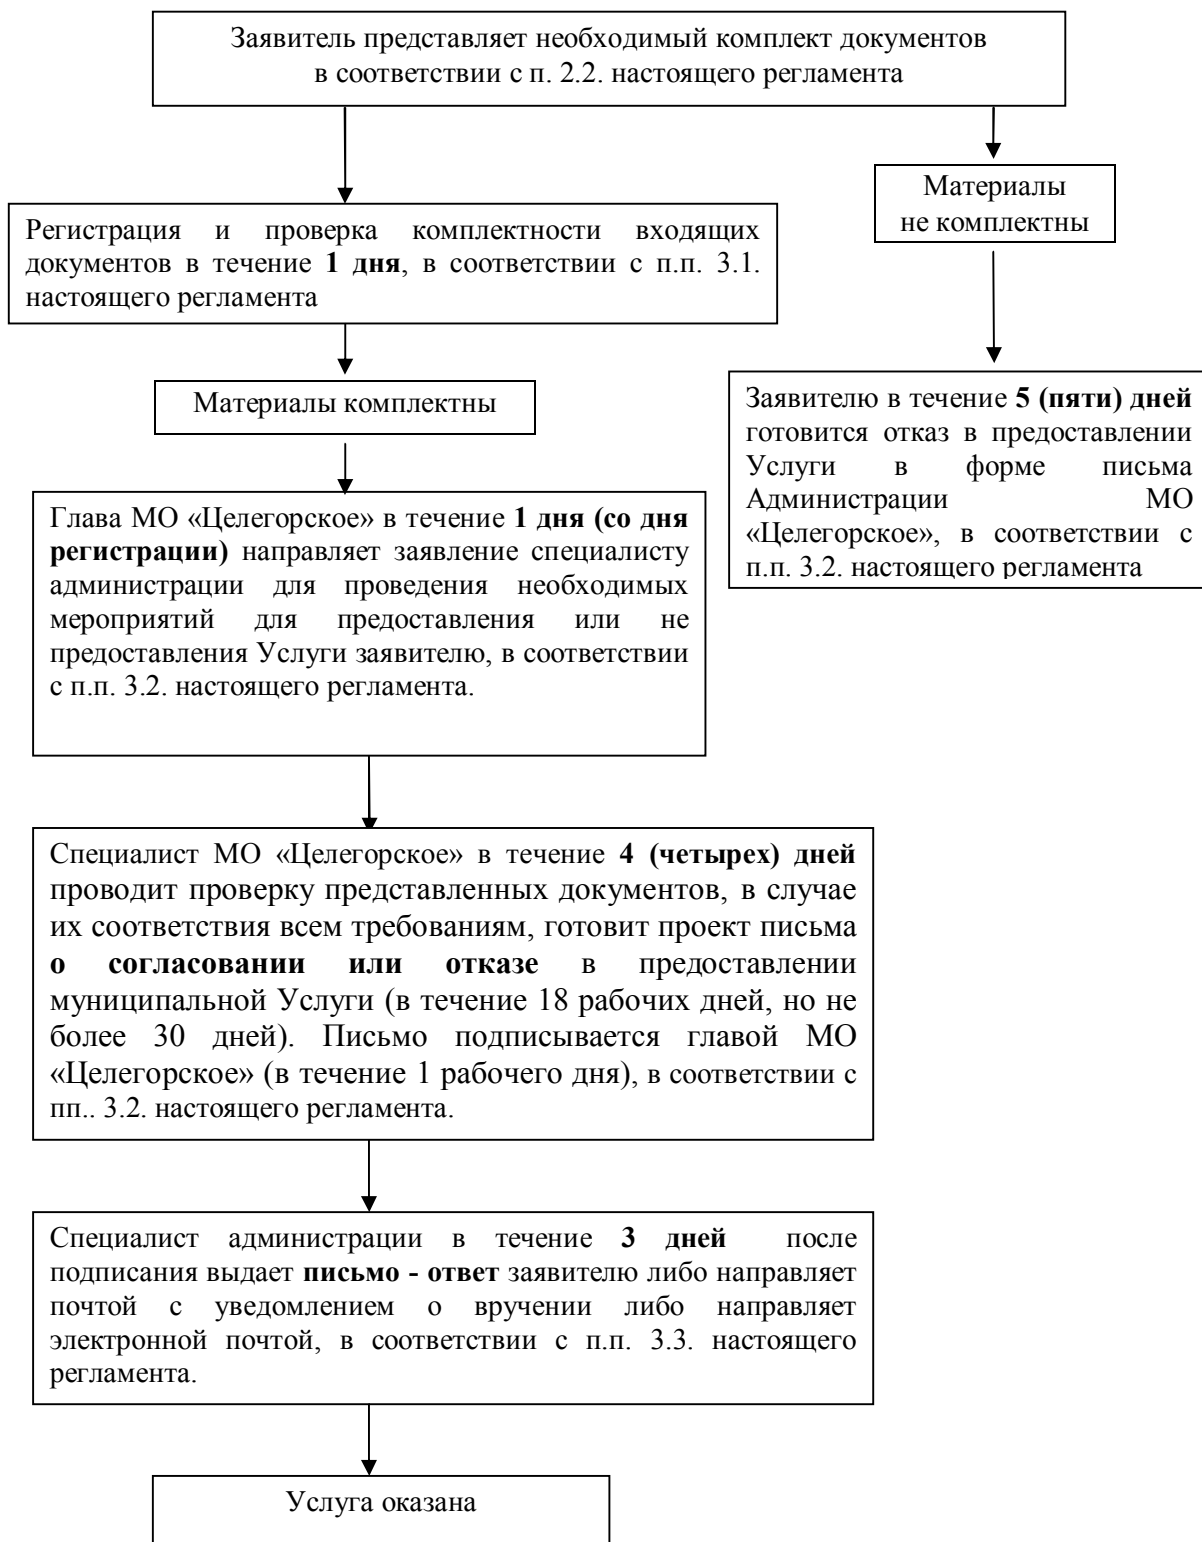 Заявитель представляет необходимый комплект документов
в соответствии с п. 2.2. настоящего регламента
Материалы
не комплектны
Регистрация и проверка комплектности входящих
документов в течение 1 дня, в соответствии с п.п. 3.1.
настоящего регламента
Материалы комплектны
Заявителю в течение 5 (пяти) дней
готовится отказ в предоставлении
Услуги в форме письма
Администрации МО
«Целегорское», в соответствии с
п.п. 3.2. настоящего регламента
Глава МО «Целегорское» в течение 1 дня (со дня
регистрации) направляет заявление специалисту
администрации для проведения необходимых
мероприятий для предоставления или не
предоставления Услуги заявителю, в соответствии
с п.п. 3.2. настоящего регламента.
Специалист МО «Целегорское» в течение 4 (четырех) дней
проводит проверку представленных документов, в случае
их соответствия всем требованиям, готовит проект письма
о согласовании или отказе в предоставлении
муниципальной Услуги (в течение 18 рабочих дней, но не
более 30 дней). Письмо подписывается главой МО
«Целегорское» (в течение 1 рабочего дня), в соответствии с
пп.. 3.2. настоящего регламента.
Специалист администрации в течение 3 дней после
подписания выдает письмо - ответ заявителю либо направляет
почтой с уведомлением о вручении либо направляет
электронной почтой, в соответствии с п.п. 3.3. настоящего
регламента.
Услуга оказана